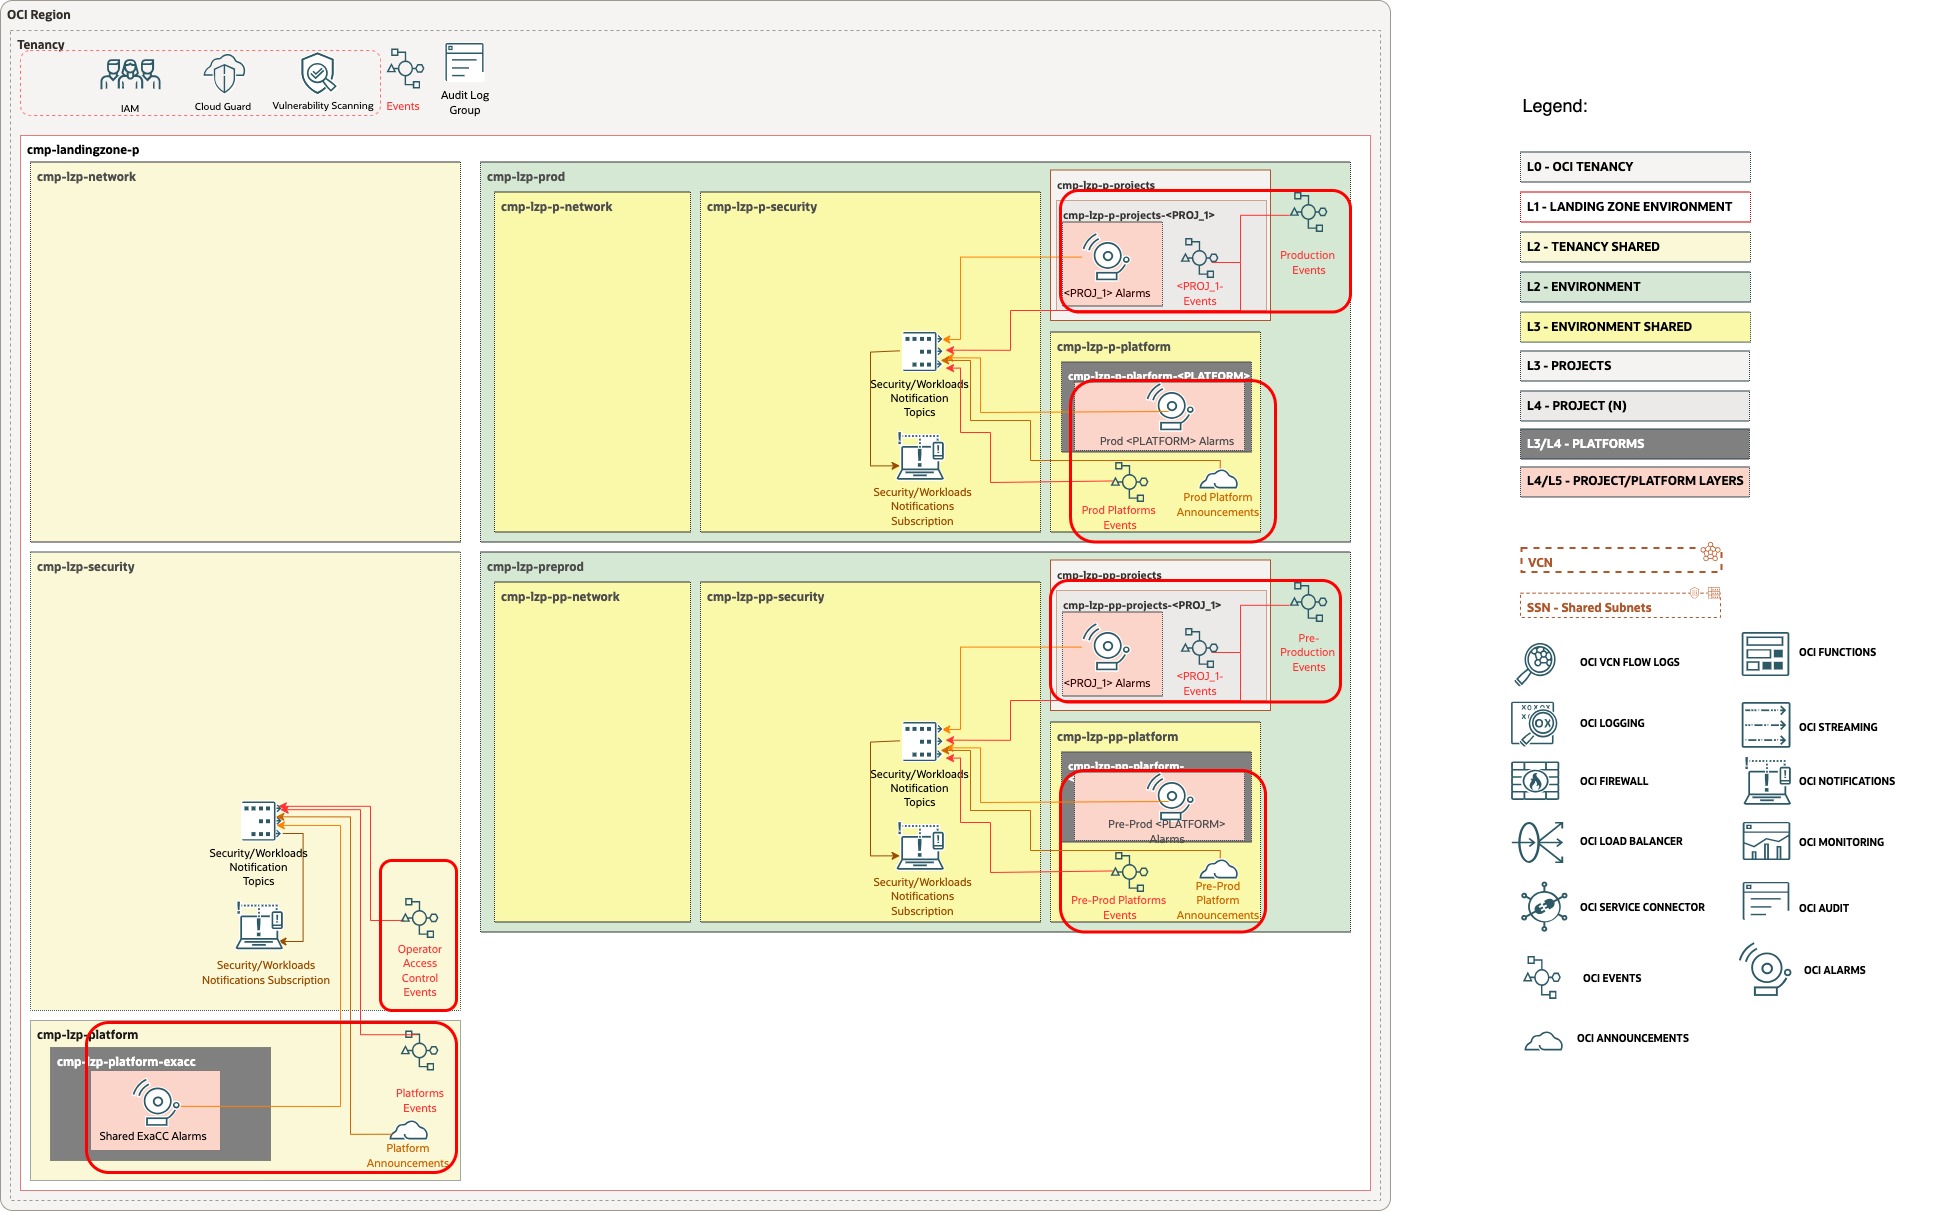 OCI Region
Tenancy
IAM
Cloud Guard
Vulnerability Scanning
Events
Audit Log
Group
cmp-landingzone-p
cmp-lzp-network
cmp-lzp-security
Security/Workloads
Notification
Topics
Security/Workloads
Notifications Subscription
Operator
Access
Control
Events
cmp-lzp-platform
cmp-lzp-platform-exacc
Shared ExaCC Alarms
Platforms
Events
Platform
Announcements
cmp-lzp-prod
cmp-lzp-p-network
cmp-lzp-p-security
Security/Workloads
Notification
Topics
Security/Workloads
Notifications
Subscription
cmp-lzp-p-projects
cmp-lzp-p-projects-<PROJ_1>
<PROJ_1> Alarms
<PROJ_1-
Events
Production
Events
cmp-lzp-p-platform
cmp-lzp-p-plarform-<PLATFORM>
Prod <PLATFORM> Alarms
Prod Platforms
Events
Prod Platform
Announcements
cmp-lzp-preprod
cmp-lzp-pp-network
cmp-lzp-pp-security
Security/Workloads
Notification
Topics
Security/Workloads
Notifications
Subscription
cmp-lzp-pp-projects
cmp-lzp-pp-projects-<PROJ_1>
<PROJ_1> Alarms
<PROJ_1-
Events
Pre-
Production
Events
cmp-lzp-pp-platform
cmp-lzp-pp-plarform-
Pre-Prod <PLATFORM>
Alarms
Pre-Prod Platforms
Events
Pre-Prod
Platform
Announcements
Legend:
L0 - OCI TENANCY
L1 - LANDING ZONE ENVIRONMENT
L2 - TENANCY SHARED
L2 - ENVIRONMENT
L3 - ENVIRONMENT SHARED
L3 - PROJECTS
L4 - PROJECT (N)
L3/L4 - PLATFORMS
L4/L5 - PROJECT/PLATFORM LAYERS
VCN
SSN - Shared Subnets
OCI VCN FLOW LOGS
OCI FUNCTIONS
OCI LOGGING
OCI STREAMING
OCI FIREWALL
OCI NOTIFICATIONS
OCI LOAD BALANCER
OCI MONITORING
OCI SERVICE CONNECTOR
OCI AUDIT
OCI EVENTS
OCI ALARMS
OCI ANNOUNCEMENTS